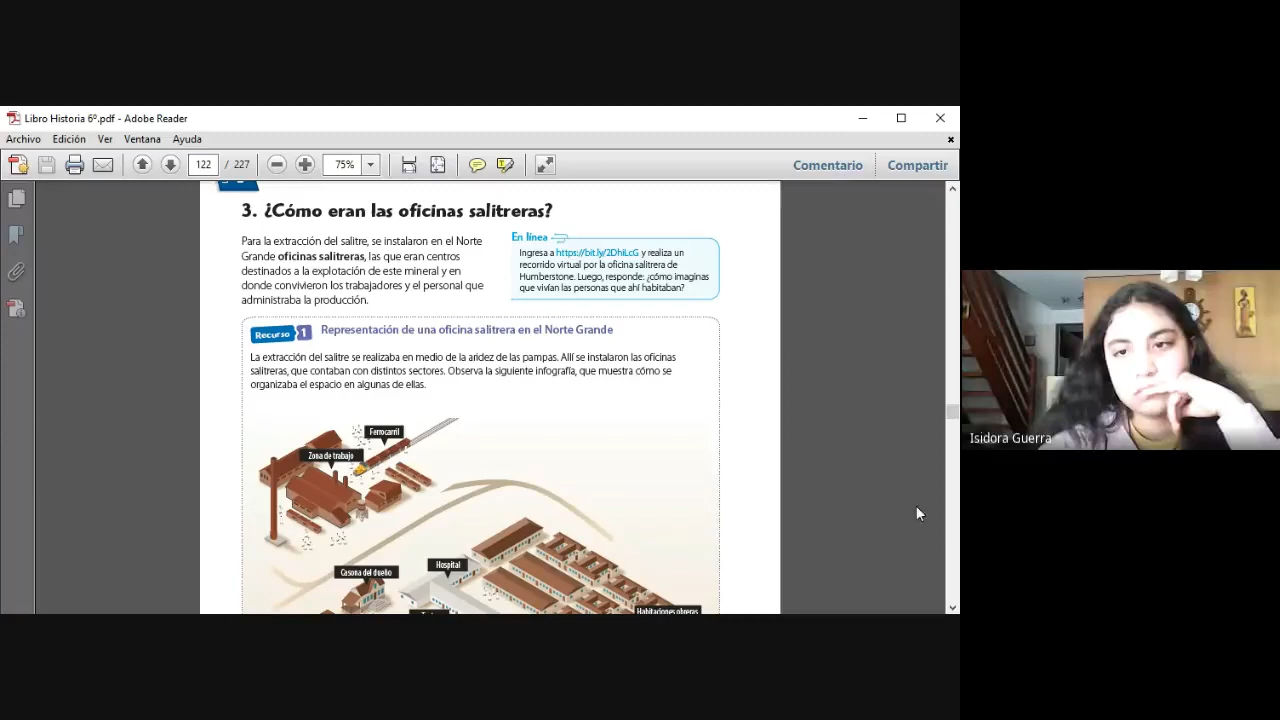 Libro Historia 6º.pdf - Adobe Reader
Archivo Edición Ver Ventana Ayuda
122 / 227 75% Comentario Compartir
3. ¿Cómo eran las oficinas salitreras?
Para la extracción del salitre, se instalaron en el Norte
Grande oficinas salitreras, las que eran centros
destinados a la explotación de este mineral y en
donde convivieron los trabajadores y el personal que
administraba la producción.
En línea
Ingresa a https://bit.ly/2DhiLcG y realiza un
recorrido virtual por la oficina salitrera de
Humberstone. Luego, responde: ¿cómo imaginas
que vivían las personas que ahí habitaban?
Recurso 1 Representación de una oficina salitrera en el Norte Grande
La extracción del salitre se realizaba en medio de la aridez de las pampas. Allí se instalaron las oficinas
salitreras, que contaban con distintos sectores. Observa la siguiente infografía, que muestra cómo se
organizaba el espacio en algunas de ellas.
Ferrocarril
Zona de trabajo
Hospital
Casona del dueño
Habitaciones obreras
Isidora Guerra